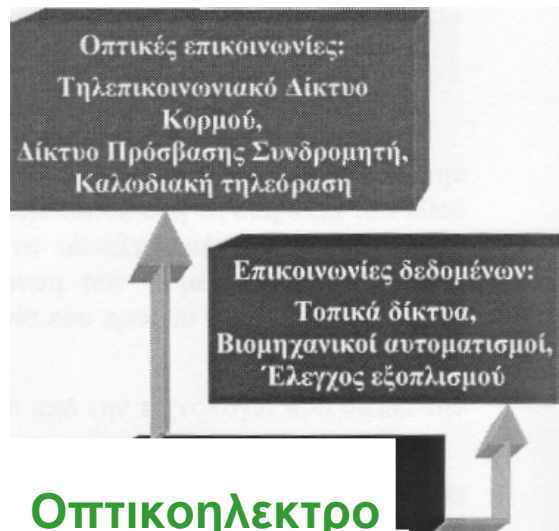 Οπτικές επικοινωνίες:
Τηλεπικοινωνιακό Δίκτυο
Κορμού,
Δίκτυο Πρόσβασης Συνδρομητή,
Καλωδιακή τηλεόραση
Επικοινωνίες δεδομένων:
Τοπικά δίκτυα,
Βιομηχανικοί αυτοματισμοί,
Έλεγχος εξοπλισμού
Οπτικοηλεκτρο